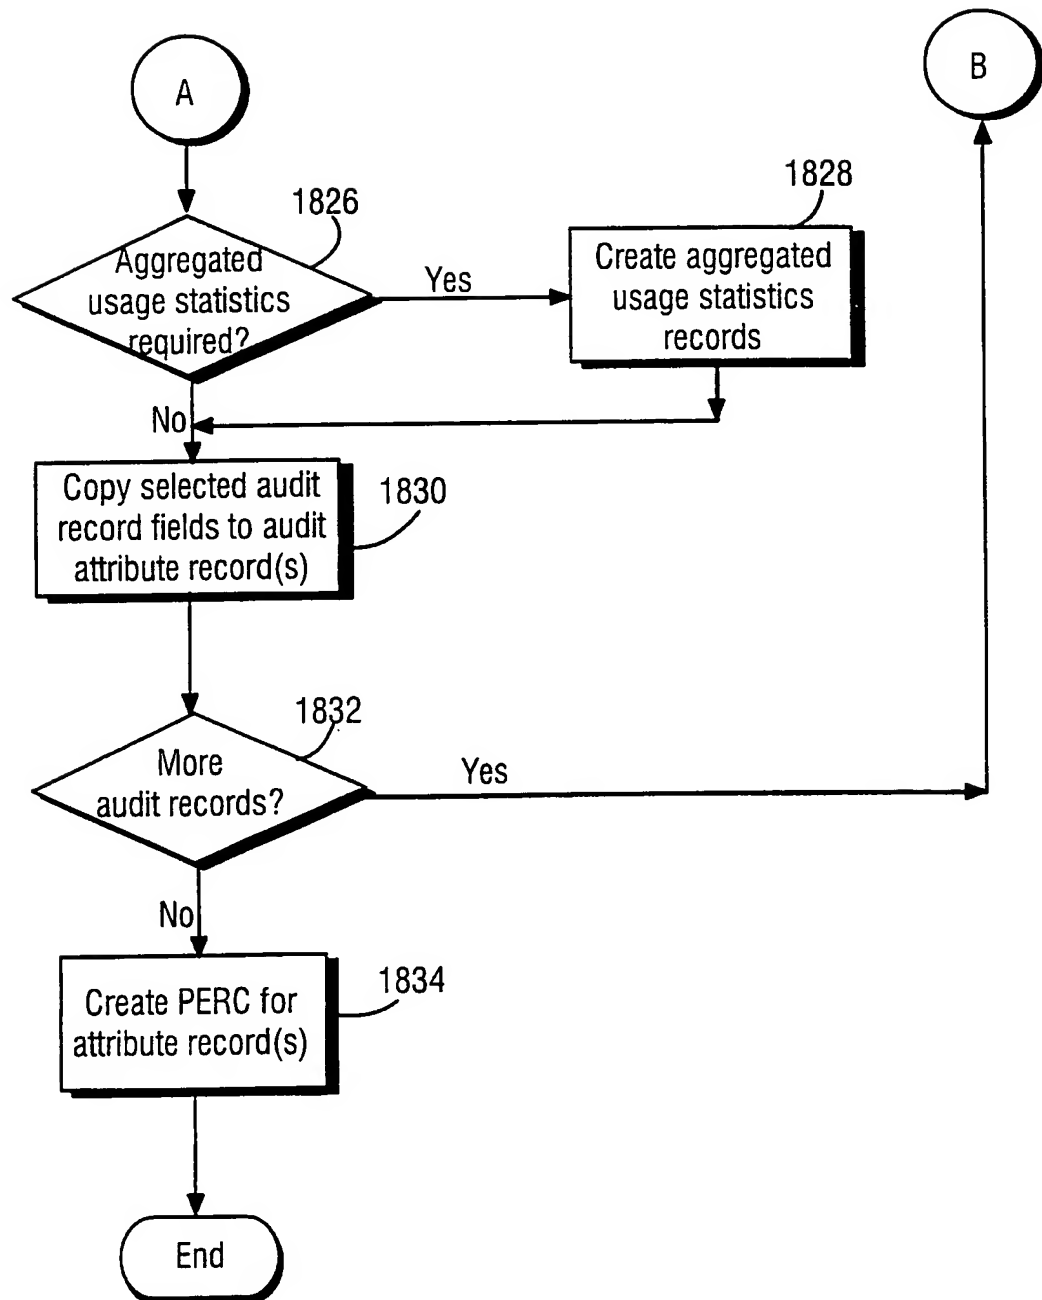 A
B
1826
1828
Aggregated
usage statistics
required?
Yes
Create aggregated
usage statistics
records
No
Copy selected audit
record fields to audit
attribute record(s)
1830
1832
More
audit records?
Yes
No
Create PERC for
attribute record(s)
1834
End